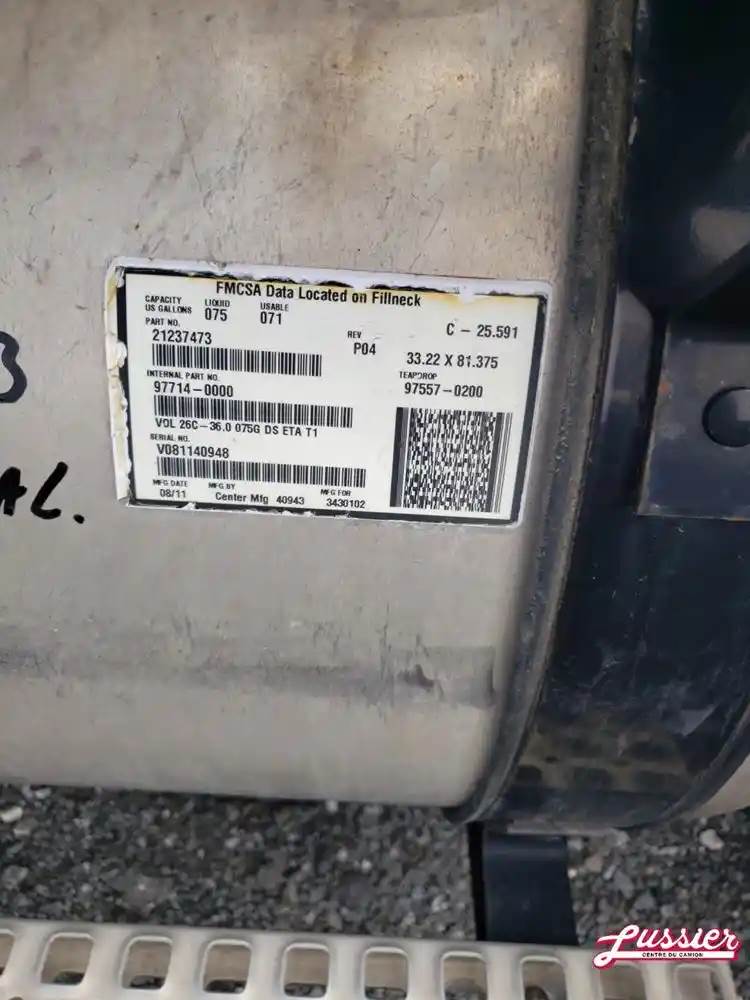 FMCSA Data Located on Fillneck
CAPACITY US GALLONS LIQUID 075 USABLE 071
C - 25.591
PART NO.
21237473
REV
P04
33.22 X 81.375
INTERNAL PART NO.
97714-0000
TEARDROP
97557-0200
VOL 26C-36.0 075G DS ETA T1
SERIAL NO.
V081140948
MFG DATE
08/11
MFG BY
Center Mfg 40943
MFG FOR
3430102
AL.
Lussier
CENTRE DU CAMION